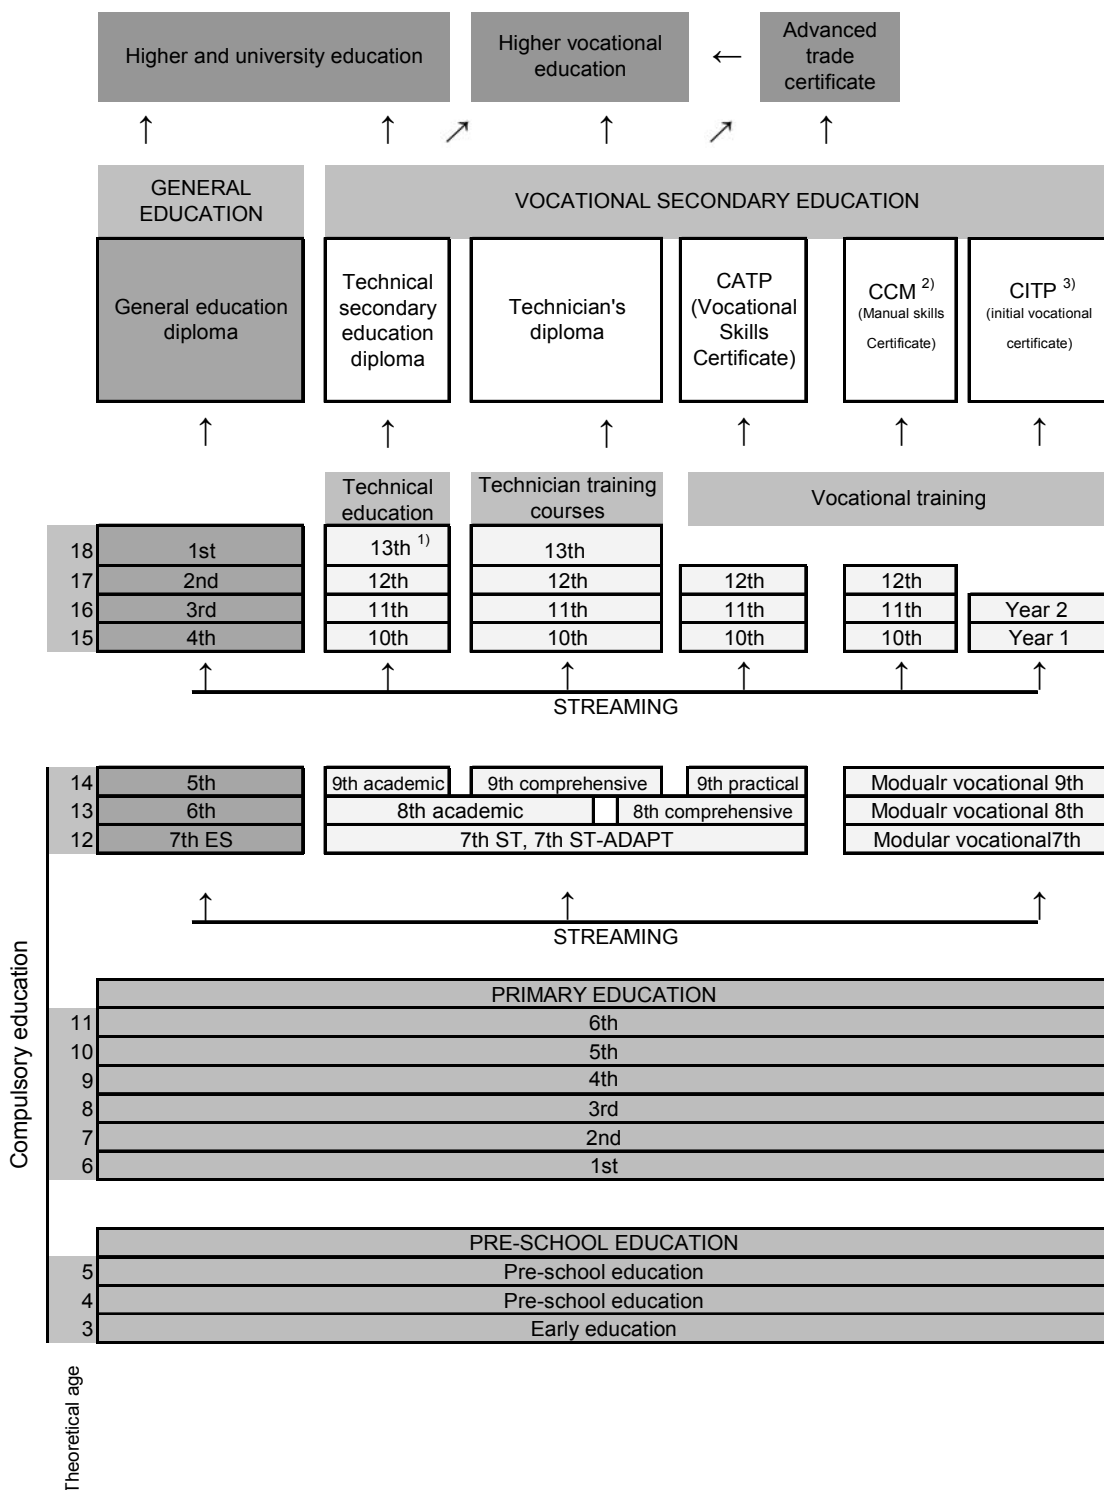 Higher and university education
Higher vocational
education
Advanced
trade
certificate
←
↑ ↑ ↗ ↑ ↗ ↑
GENERAL
EDUCATION
VOCATIONAL SECONDARY EDUCATION
General education
diploma
Technical
secondary
education
diploma
Technician's
diploma
CATP
(Vocational
Skills
Certificate)
CCM 2)
(Manual skills
Certificate)
CITP 3)
(initial vocational
certificate)
↑ ↑ ↑ ↑ ↑ ↑
Technical
education
Technician training
courses
Vocational training
18 1st 13th 1) 13th
17 2nd 12th 12th 12th 12th
16 3rd 11th 11th 11th 11th Year 2
15 4th 10th 10th 10th 10th Year 1
↑ ↑ ↑ ↑ ↑ ↑
STREAMING
14 5th 9th academic 9th comprehensive 9th practical Modualr vocational 9th
13 6th 8th academic 8th comprehensive Modualr vocational 8th
12 7th ES 7th ST, 7th ST-ADAPT Modular vocational7th
↑ ↑ ↑
STREAMING
Compulsory education
PRIMARY EDUCATION
11 6th
10 5th
9 4th
8 3rd
7 2nd
6 1st
PRE-SCHOOL EDUCATION
5 Pre-school education
4 Pre-school education
3 Early education
Theoretical age